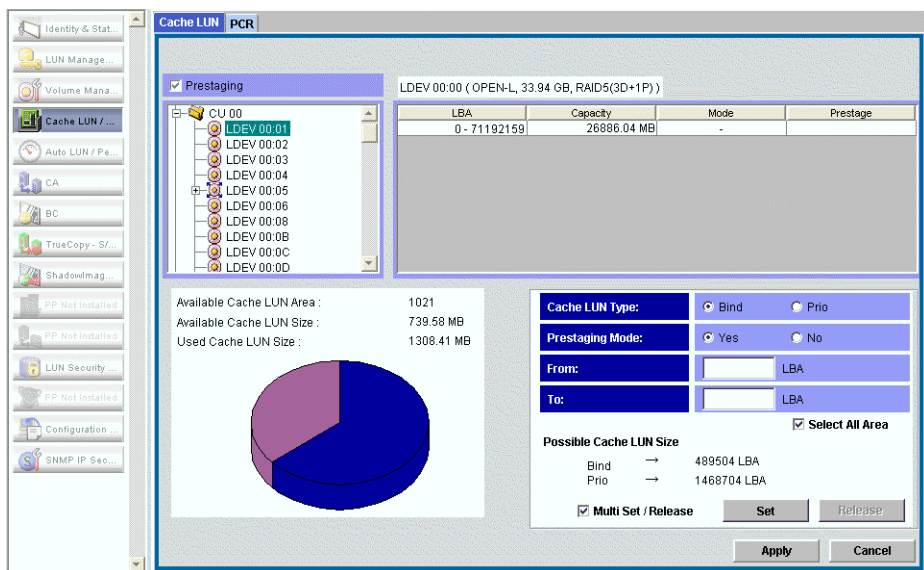 Identity & Stat...
LUN Manage...
Volume Mana...
Cache LUN / ...
Auto LUN / Pe...
CA
BC
TrueCopy - S/...
ShadowImag...
PP Not Installed
PP Not Installed
LUN Security ...
PP Not Installed
Configuration ...
SNMP IP Sec...
Cache LUN PCR
Prestaging
CU 00
LDEV 00:01
LDEV 00:02
LDEV 00:03
LDEV 00:04
LDEV 00:05
LDEV 00:06
LDEV 00:08
LDEV 00:0B
LDEV 00:0C
LDEV 00:0D
LDEV 00:00 ( OPEN-L, 33.94 GB, RAID5(3D+1P) )
LBA Capacity Mode Prestage
0 - 71192159 26886.04 MB -
Available Cache LUN Area : 1021
Available Cache LUN Size : 739.58 MB
Used Cache LUN Size : 1308.41 MB
Cache LUN Type: Bind Prio
Prestaging Mode: Yes No
From: LBA
To: LBA
Select All Area
Possible Cache LUN Size
Bind → 489504 LBA
Prio → 1468704 LBA
Multi Set / Release Set Release
Apply Cancel